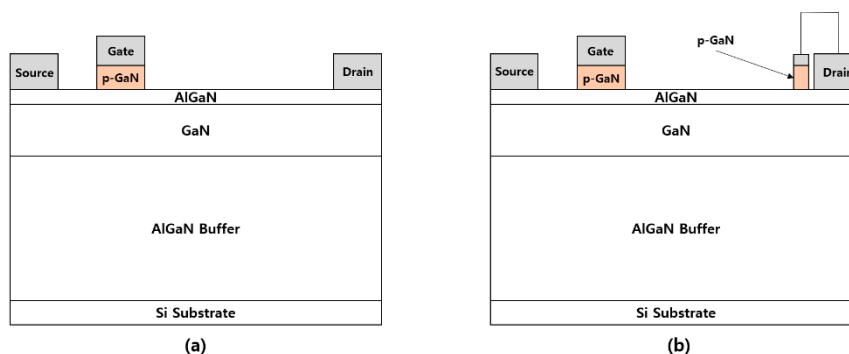 Source
Gate
p-GaN
Drain
AlGaN
GaN
AlGaN Buffer
Si Substrate
(a)
p-GaN
Source
Gate
p-GaN
Drain
AlGaN
GaN
AlGaN Buffer
Si Substrate
(b)